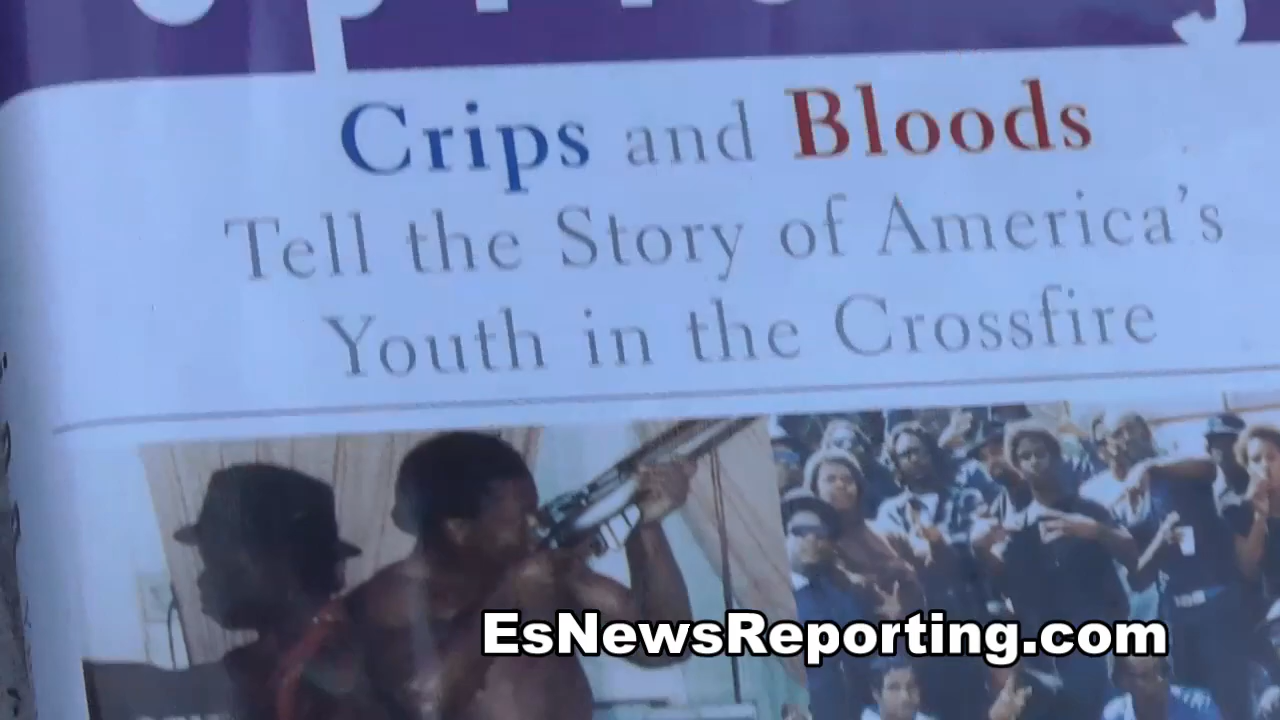 Crips and Bloods
Tell the Story of America's
Youth in the Crossfire
EsNewsReporting.com